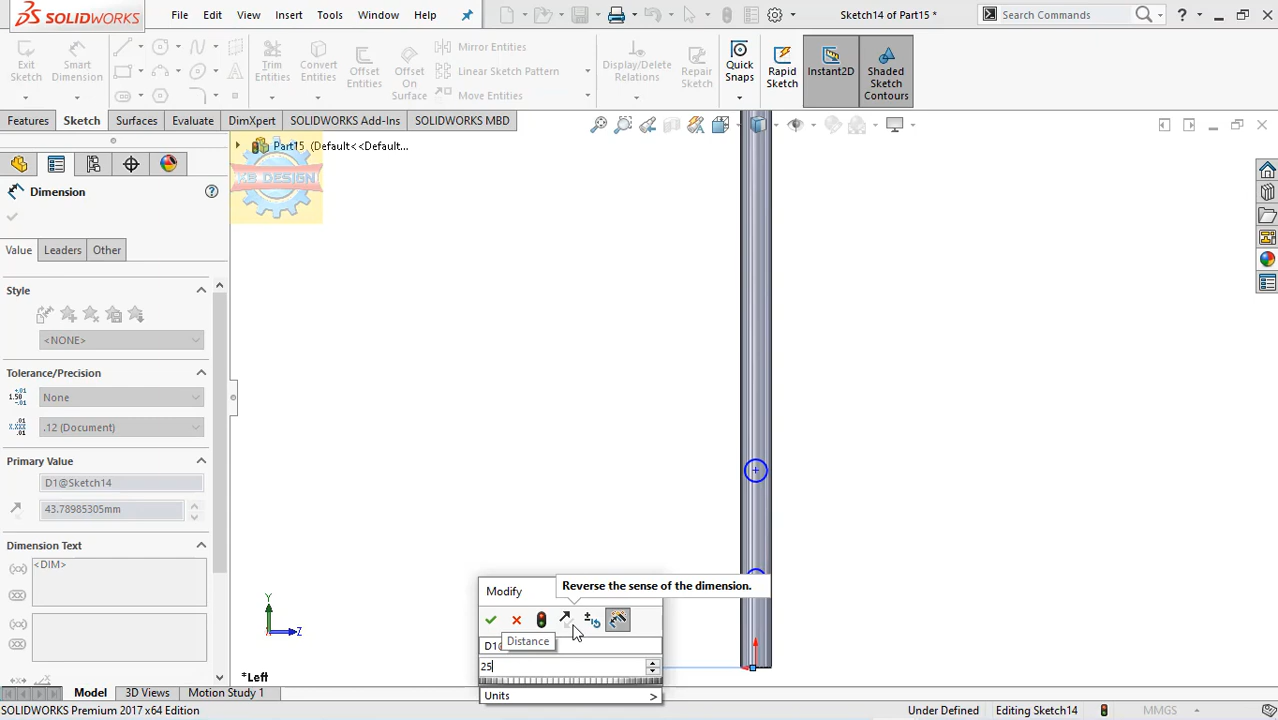 SOLIDWORKS File Edit View Insert Tools Window Help Sketch14 of Part15 * Search Commands ?
Exit Sketch Smart Dimension Trim Entities Convert Entities Offset Entities Offset On Surface Mirror Entities Linear Sketch Pattern Move Entities Display/Delete Relations Repair Sketch Quick Snaps Rapid Sketch Instant2D Shaded Sketch Contours
Features Sketch Surfaces Evaluate DimXpert SOLIDWORKS Add-Ins SOLIDWORKS MBD
Part15 (Default<<Default...
KB DESIGN
Dimension
Value Leaders Other
Style
<NONE>
Tolerance/Precision
None
.12 (Document)
Primary Value
D1@Sketch14
43.78985305mm
Dimension Text
<DIM>
Modify
Reverse the sense of the dimension.
Distance
25
Units >
Y
Z
*Left
Model 3D Views Motion Study 1
SOLIDWORKS Premium 2017 x64 Edition Under Defined Editing Sketch14 MMGS